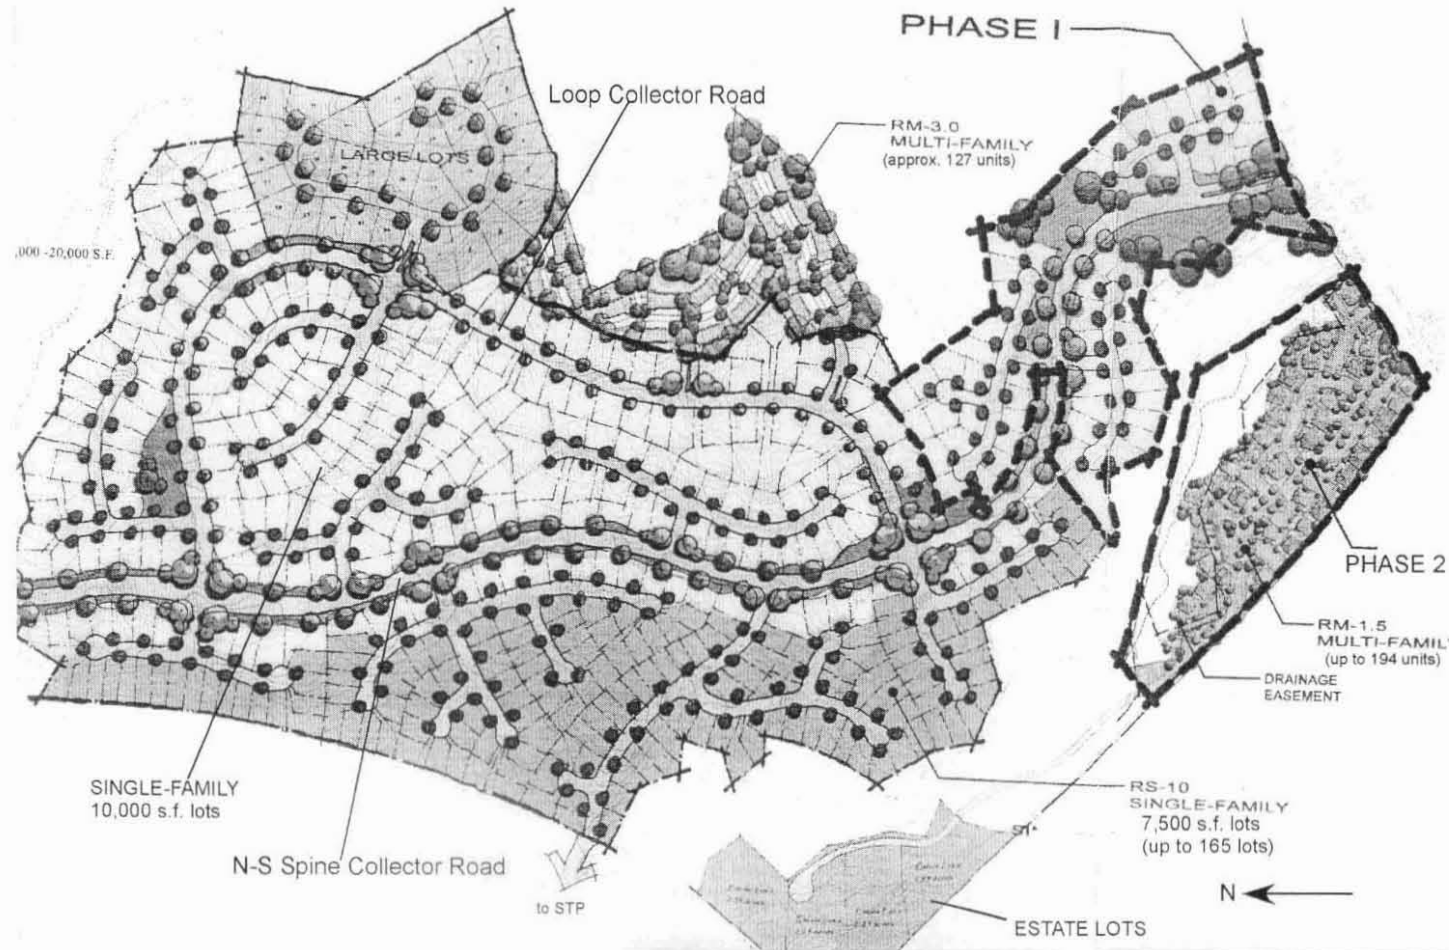 PHASE I
Loop Collector Road
RM-3.0
MULTI-FAMILY
(approx. 127 units)
LARGE LOTS
,000 -20,000 S.F.
PHASE 2
RM-1.5
MULTI-FAMILY
(up to 194 units)
DRAINAGE
EASEMENT
SINGLE-FAMILY
10,000 s.f. lots
RS-10
SINGLE-FAMILY
7,500 s.f. lots
(up to 165 lots)
N-S Spine Collector Road
to STP
N
ESTATE LOTS